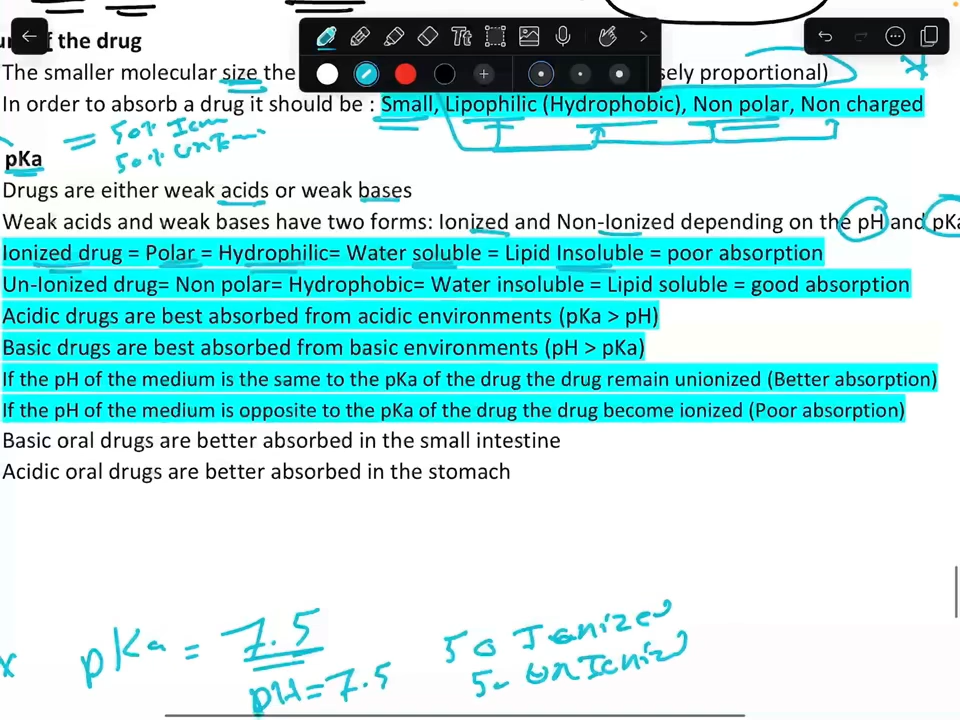 f the drug
The smaller molecular size the ely proportional)
In order to absorb a drug it should be : Small, Lipophilic (Hydrophobic), Non polar, Non charged
= 50% Ion
50% UnI
pKa
Drugs are either weak acids or weak bases
Weak acids and weak bases have two forms: Ionized and Non-Ionized depending on the pH and pKa
Ionized drug = Polar = Hydrophilic= Water soluble = Lipid Insoluble = poor absorption
Un-Ionized drug= Non polar= Hydrophobic= Water insoluble = Lipid soluble = good absorption
Acidic drugs are best absorbed from acidic environments (pKa > pH)
Basic drugs are best absorbed from basic environments (pH > pKa)
If the pH of the medium is the same to the pKa of the drug the drug remain unionized (Better absorption)
If the pH of the medium is opposite to the pKa of the drug the drug become ionized (Poor absorption)
Basic oral drugs are better absorbed in the small intestine
Acidic oral drugs are better absorbed in the stomach
x pKa = 7.5 50 Ionized
pH = 7.5 50 UnIoniz